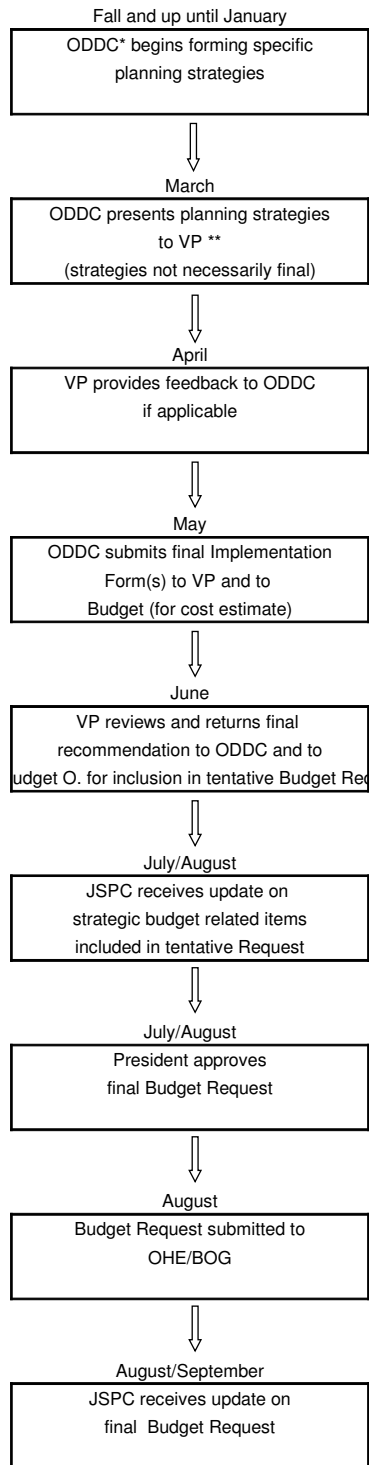 Fall and up until January
ODDC* begins forming specific
planning strategies
March
ODDC presents planning strategies
to VP **
(strategies not necessarily final)
April
VP provides feedback to ODDC
if applicable
May
ODDC submits final Implementation
Form(s) to VP and to
Budget (for cost estimate)
June
VP reviews and returns final
recommendation to ODDC and to
udget O. for inclusion in tentative Budget Req
July/August
JSPC receives update on
strategic budget related items
included in tentative Request
July/August
President approves
final Budget Request
August
Budget Request submitted to
OHE/BOG
August/September
JSPC receives update on
final Budget Request